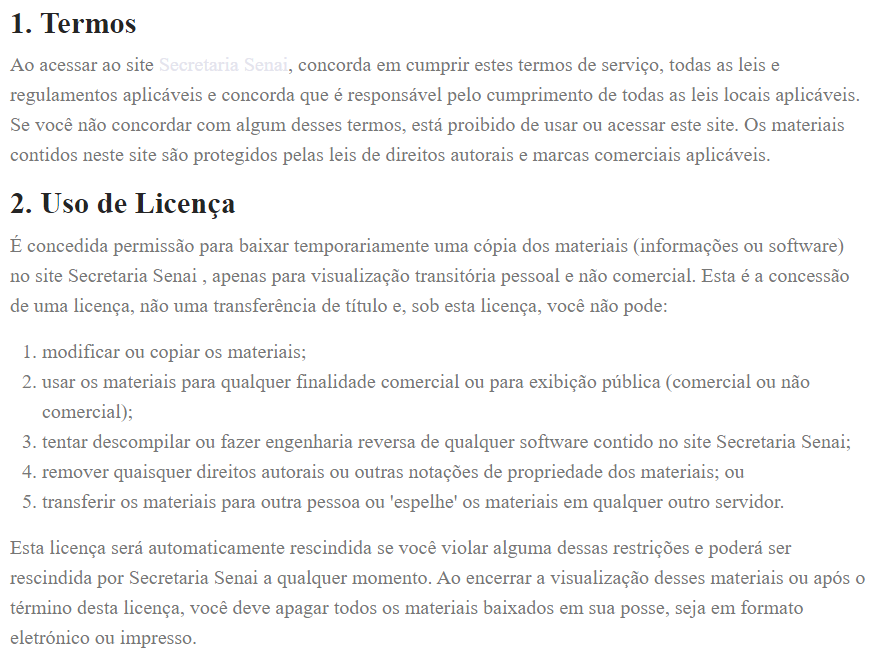 1. Termos
Ao acessar ao site Secretaria Senai, concorda em cumprir estes termos de serviço, todas as leis e
regulamentos aplicáveis e concorda que é responsável pelo cumprimento de todas as leis locais aplicáveis.
Se você não concordar com algum desses termos, está proibido de usar ou acessar este site. Os materiais
contidos neste site são protegidos pelas leis de direitos autorais e marcas comerciais aplicáveis.
2. Uso de Licença
É concedida permissão para baixar temporariamente uma cópia dos materiais (informações ou software)
no site Secretaria Senai , apenas para visualização transitória pessoal e não comercial. Esta é a concessão
de uma licença, não uma transferência de título e, sob esta licença, você não pode:
1. modificar ou copiar os materiais;
2. usar os materiais para qualquer finalidade comercial ou para exibição pública (comercial ou não
comercial);
3. tentar descompilar ou fazer engenharia reversa de qualquer software contido no site Secretaria Senai;
4. remover quaisquer direitos autorais ou outras notações de propriedade dos materiais; ou
5. transferir os materiais para outra pessoa ou 'espelhe' os materiais em qualquer outro servidor.
Esta licença será automaticamente rescindida se você violar alguma dessas restrições e poderá ser
rescindida por Secretaria Senai a qualquer momento. Ao encerrar a visualização desses materiais ou após o
término desta licença, você deve apagar todos os materiais baixados em sua posse, seja em formato
eletrónico ou impresso.